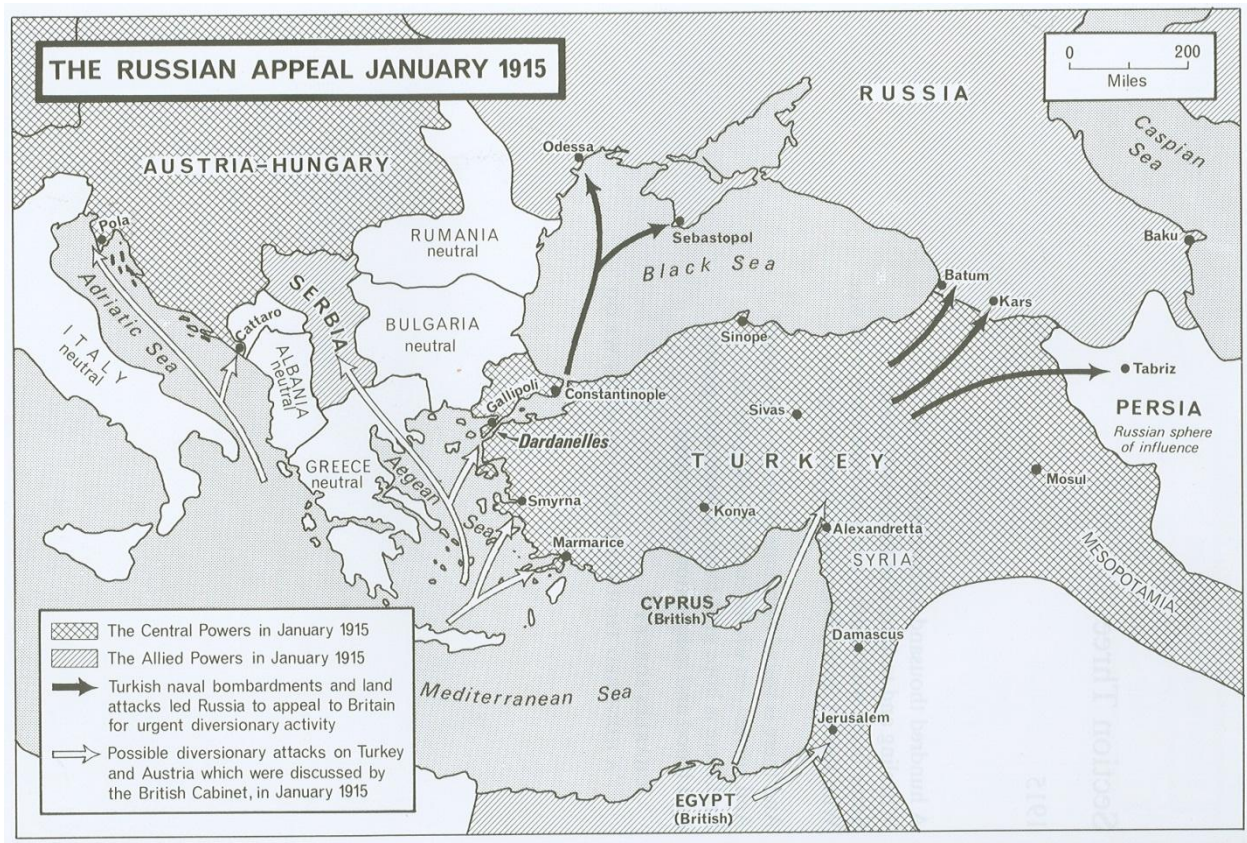 THE RUSSIAN APPEAL JANUARY 1915
0 200
Miles
RUSSIA
Caspian
Sea
AUSTRIA-HUNGARY
Odessa
Pola
RUMANIA
neutral
Sebastopol
Baku
Black Sea
Adriatic Sea
SERBIA
Batum
Kars
Cattaro
BULGARIA
neutral
Sinope
ITALY
neutral
ALBANIA
neutral
Gallipoli
Constantinople
Tabriz
Sivas
PERSIA
Russian sphere
of influence
Dardanelles
GREECE
neutral
Aegean
Sea
TURKEY
Mosul
Smyrna
Konya
Alexandretta
Marmarice
SYRIA
MESOPOTAMIA
CYPRUS
(British)
Damascus
Mediterranean Sea
Jerusalem
EGYPT
(British)
The Central Powers in January 1915
The Allied Powers in January 1915
Turkish naval bombardments and land
attacks led Russia to appeal to Britain
for urgent diversionary activity
Possible diversionary attacks on Turkey
and Austria which were discussed by
the British Cabinet, in January 1915